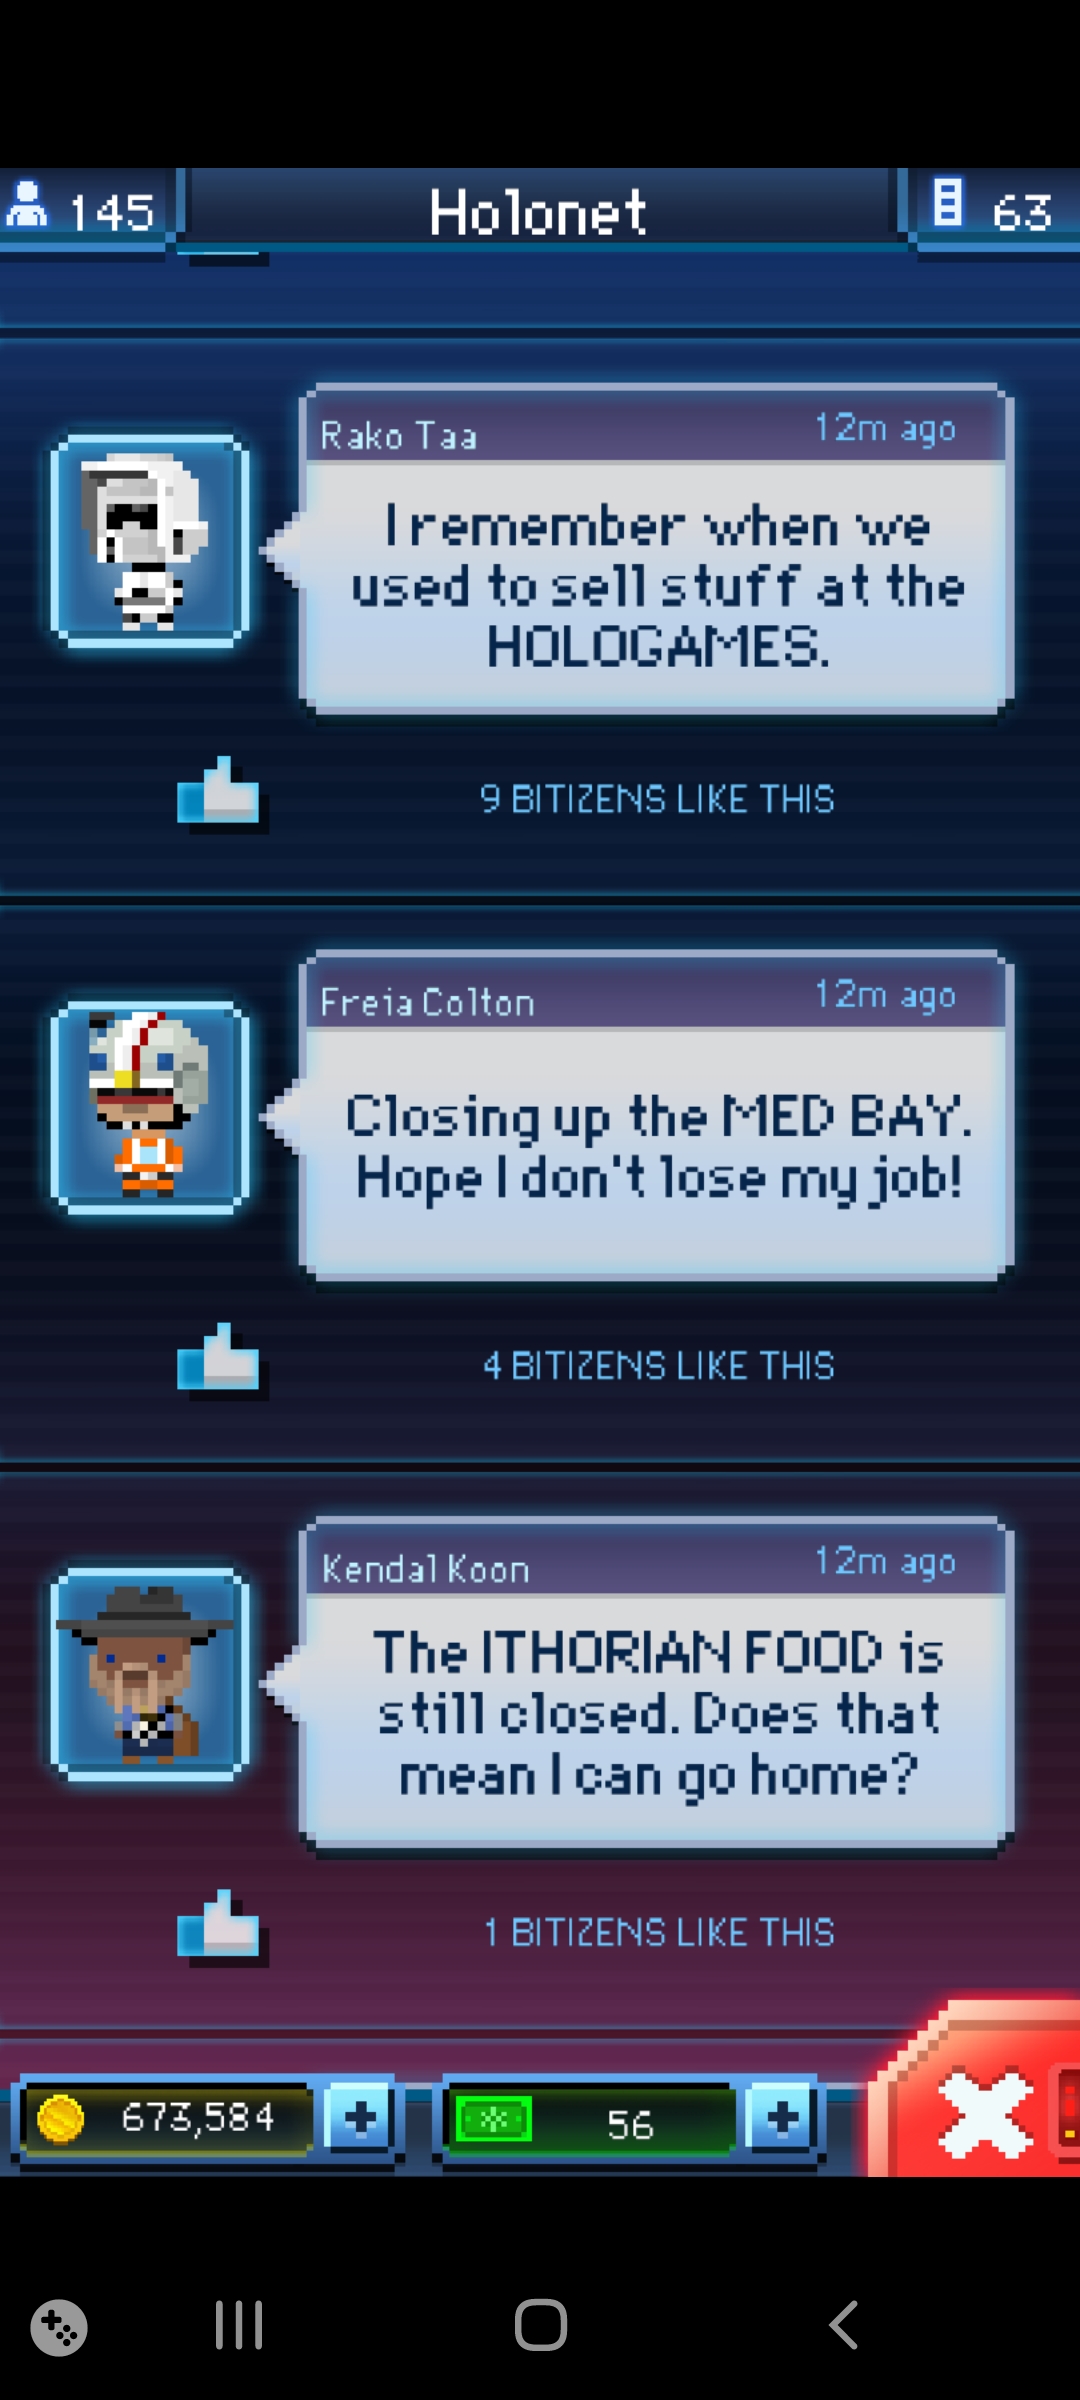 145
Holonet
63
Rako Taa
12m ago
I remember when we
used to sell stuff at the
HOLOGAMES.
9 BITIZENS LIKE THIS
Freia Colton
12m ago
Closing up the MED BAY.
Hope I don't lose my job!
4 BITIZENS LIKE THIS
Kendal Koon
12m ago
The ITHORIAN FOOD is
still closed. Does that
mean I can go home?
1 BITIZENS LIKE THIS
673,584
56